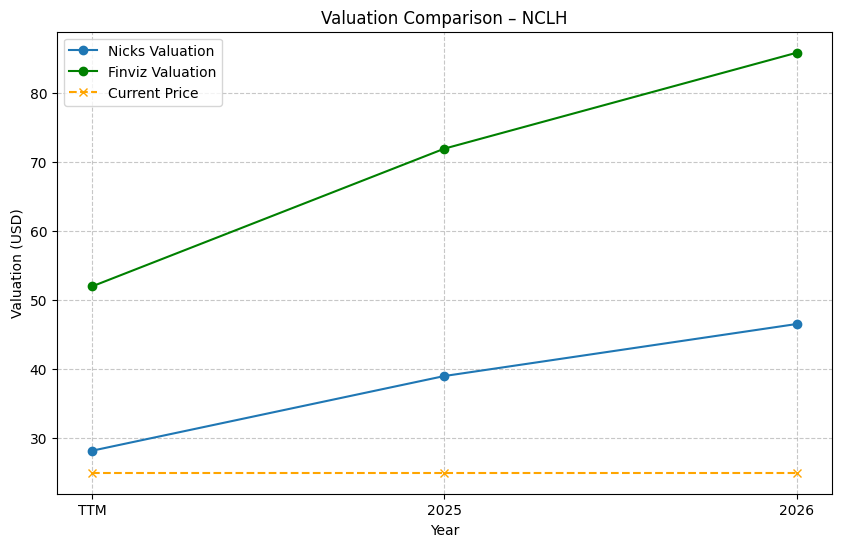 Valuation Comparison – NCLH
Nicks Valuation
Finviz Valuation
Current Price
Valuation (USD)
80
70
60
50
40
30
TTM
2025
2026
Year